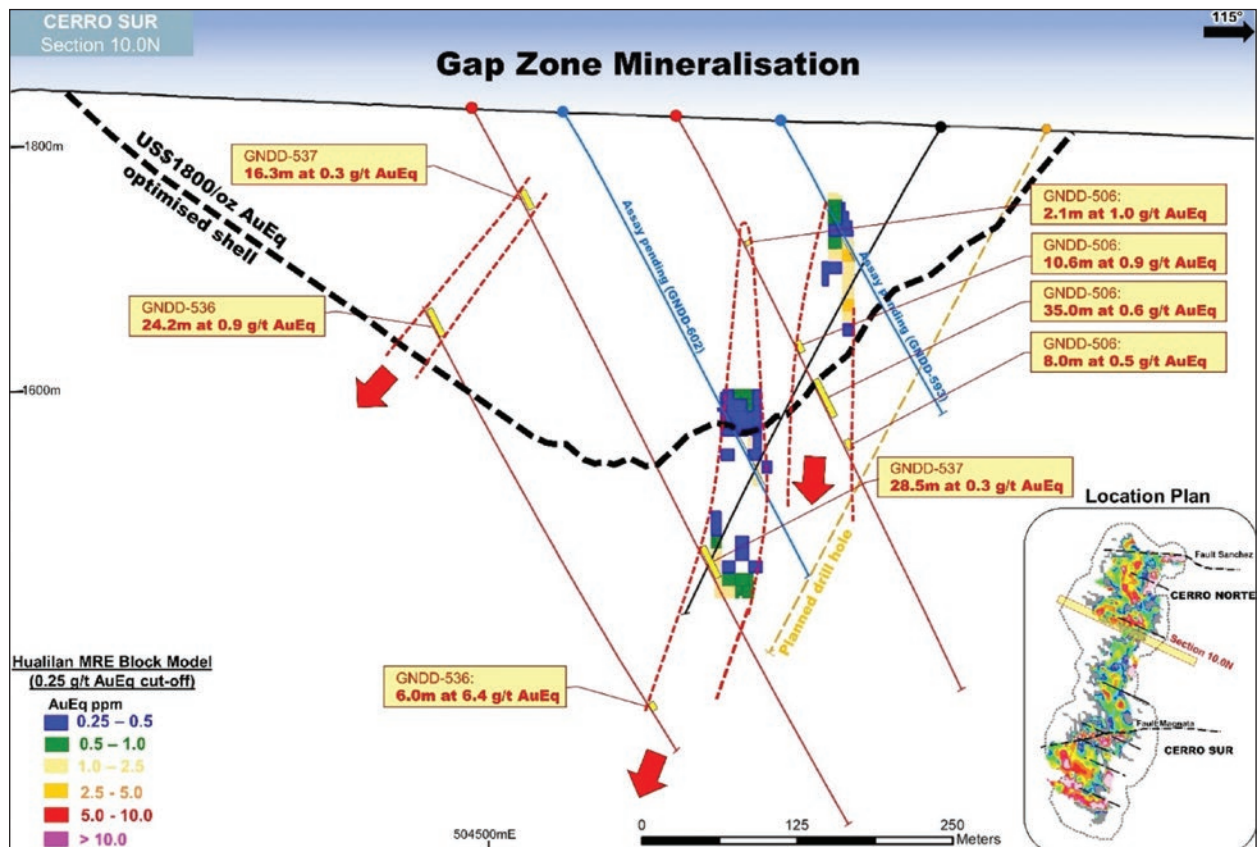 CERRO SUR
Section 10.0N
115°
Gap Zone Mineralisation
1800m
US$1800/oz AuEq
optimised shell
GNDD-537
16.3m at 0.3 g/t AuEq
GNDD-536
24.2m at 0.9 g/t AuEq
Assay pending (GNDD-602)
Assay pending (GNDD-593)
GNDD-506:
2.1m at 1.0 g/t AuEq
GNDD-506:
10.6m at 0.9 g/t AuEq
GNDD-506:
35.0m at 0.6 g/t AuEq
GNDD-506:
8.0m at 0.5 g/t AuEq
1600m
GNDD-537
28.5m at 0.3 g/t AuEq
Planned drill hole
GNDD-536:
6.0m at 6.4 g/t AuEq
Location Plan
Fault Sanchez
CERRO NORTE
Section 10.0N
Fault Magnata
CERRO SUR
Hualilan MRE Block Model
(0.25 g/t AuEq cut-off)
AuEq ppm
0.25 – 0.5
0.5 – 1.0
1.0 – 2.5
2.5 - 5.0
5.0 - 10.0
> 10.0
504500mE
0 125 250
Meters